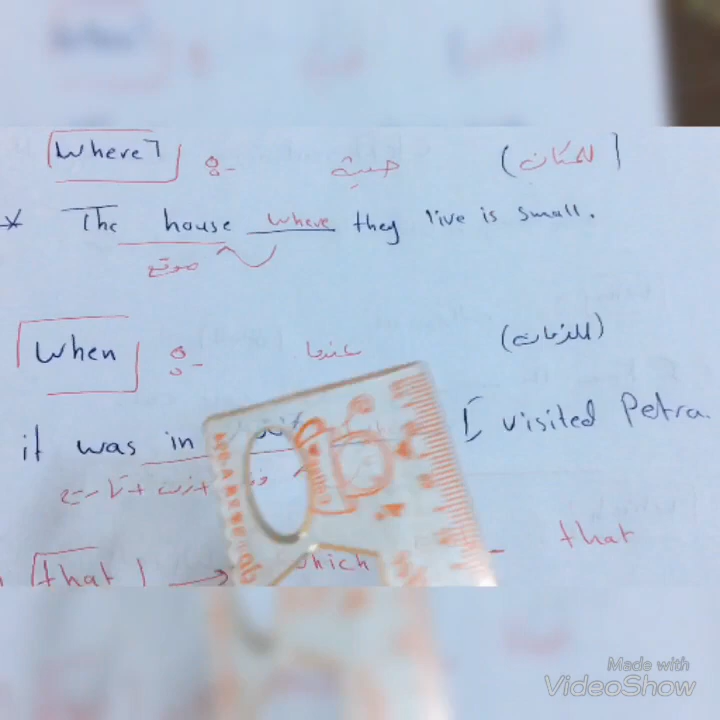 Where حيث (للمكان)
* The house where they live is small.
موقع
When :- عندما (للزمان)
it was in I visited Petra.
that → which - that
Made with
VideoShow